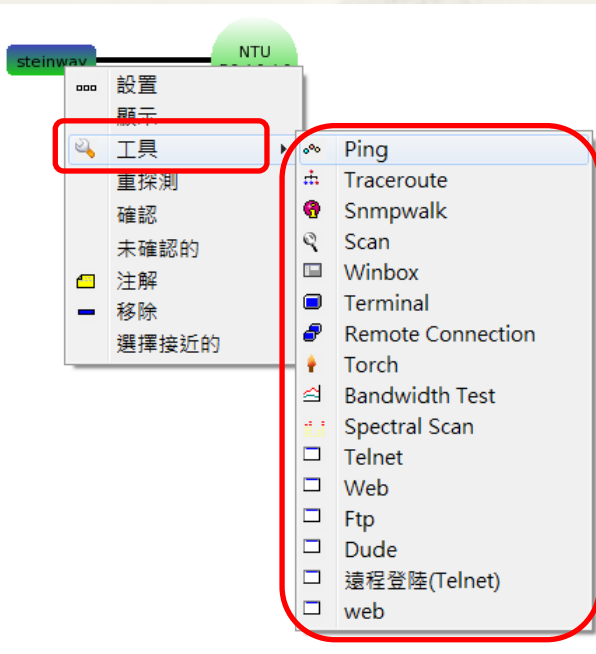 steinway
NTU
設置
顯示
工具
重探測
確認
未確認的
注解
移除
選擇接近的
Ping
Traceroute
Snmpwalk
Scan
Winbox
Terminal
Remote Connection
Torch
Bandwidth Test
Spectral Scan
Telnet
Web
Ftp
Dude
遠程登陸(Telnet)
web